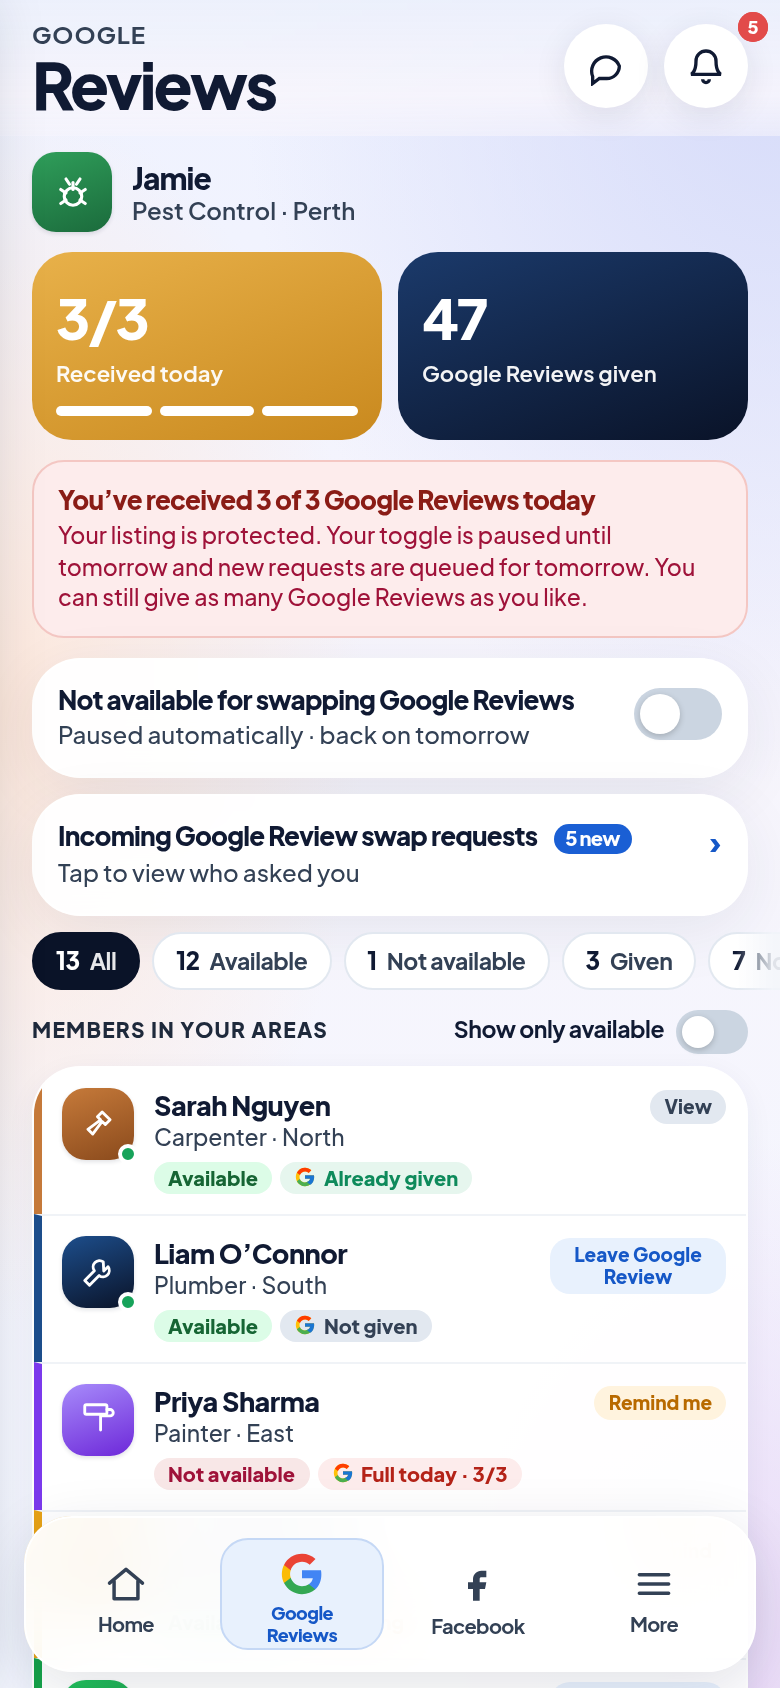 GOOGLE
Reviews
5
Jamie
Pest Control · Perth
3/3
Received today
47
Google Reviews given
You’ve received 3 of 3 Google Reviews today
Your listing is protected. Your toggle is paused until
tomorrow and new requests are queued for tomorrow. You
can still give as many Google Reviews as you like.
Not available for swapping Google Reviews
Paused automatically · back on tomorrow
Incoming Google Review swap requests 5 new
Tap to view who asked you
13 All 12 Available 1 Not available 3 Given 7
MEMBERS IN YOUR AREAS Show only available
Sarah Nguyen
View
Carpenter · North
Available Already given
Liam O’Connor
Leave Google
Review
Plumber · South
Available Not given
Priya Sharma
Remind me
Painter · East
Not available Full today · 3/3
Home
Google
Reviews
Facebook
More